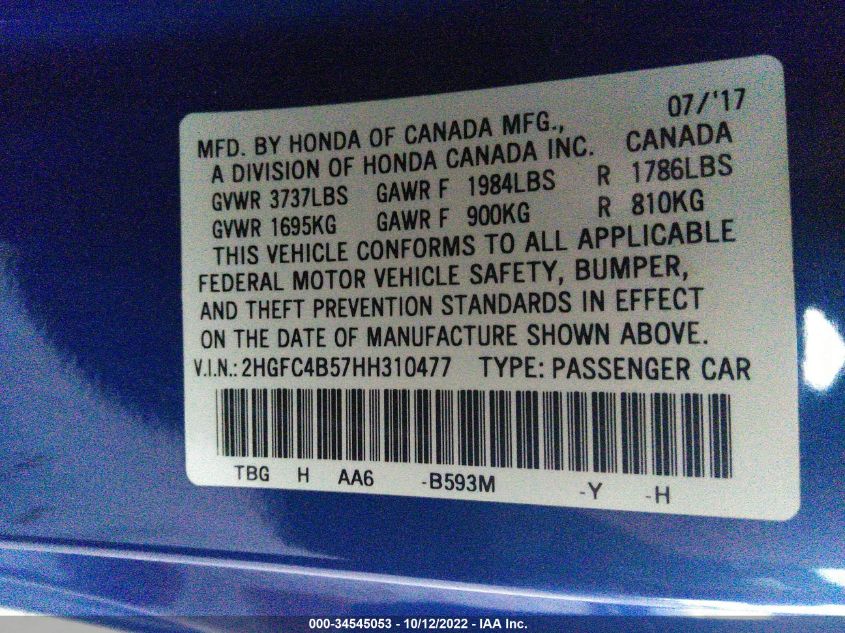 07/'17
MFD. BY HONDA OF CANADA MFG., CANADA
A DIVISION OF HONDA CANADA INC.
GVWR 3737LBS GAWR F 1984LBS R 1786LBS
GVWR 1695KG GAWR F 900KG R 810KG
THIS VEHICLE CONFORMS TO ALL APPLICABLE
FEDERAL MOTOR VEHICLE SAFETY, BUMPER,
AND THEFT PREVENTION STANDARDS IN EFFECT
ON THE DATE OF MANUFACTURE SHOWN ABOVE.
V.I.N.: 2HGFC4B57HH310477 TYPE: PASSENGER CAR
TBG H AA6 -B593M -Y -H
000-34545053 - 10/12/2022 - IAA Inc.